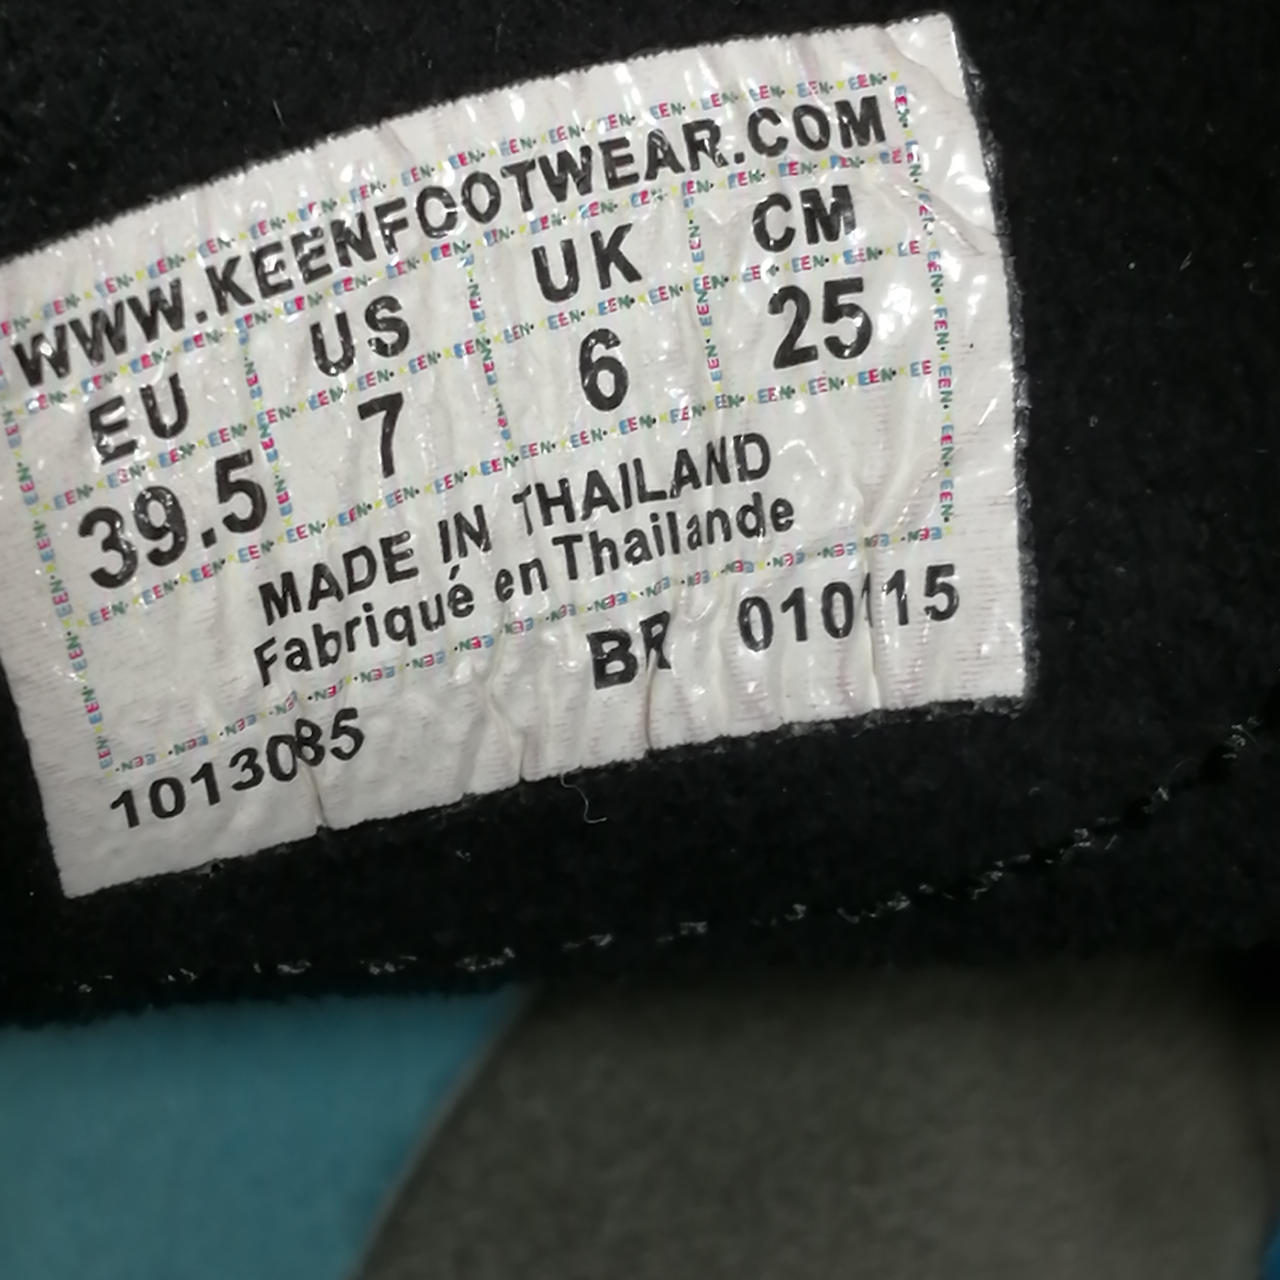 WWW.KEENFOOTWEAR.COM
EU US UK CM
39.5 7 6 25
MADE IN THAILAND
Fabriqué en Thailande
BR 010115
1013085